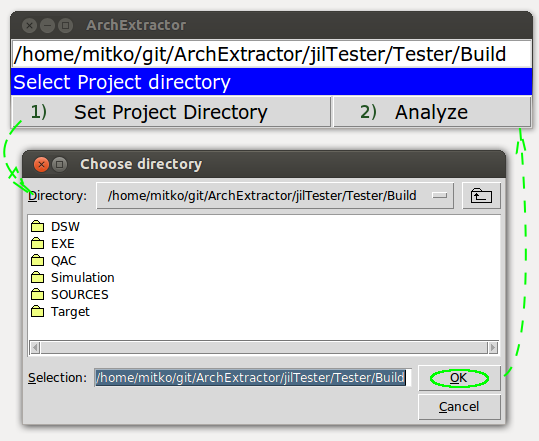 ArchExtractor
/home/mitko/git/ArchExtractor/jilTester/Tester/Build
Select Project directory
1) Set Project Directory 2) Analyze
Choose directory
Directory: /home/mitko/git/ArchExtractor/jilTester/Tester/Build
DSW
EXE
QAC
Simulation
SOURCES
Target
Selection: /home/mitko/git/ArchExtractor/jilTester/Tester/Build OK
Cancel